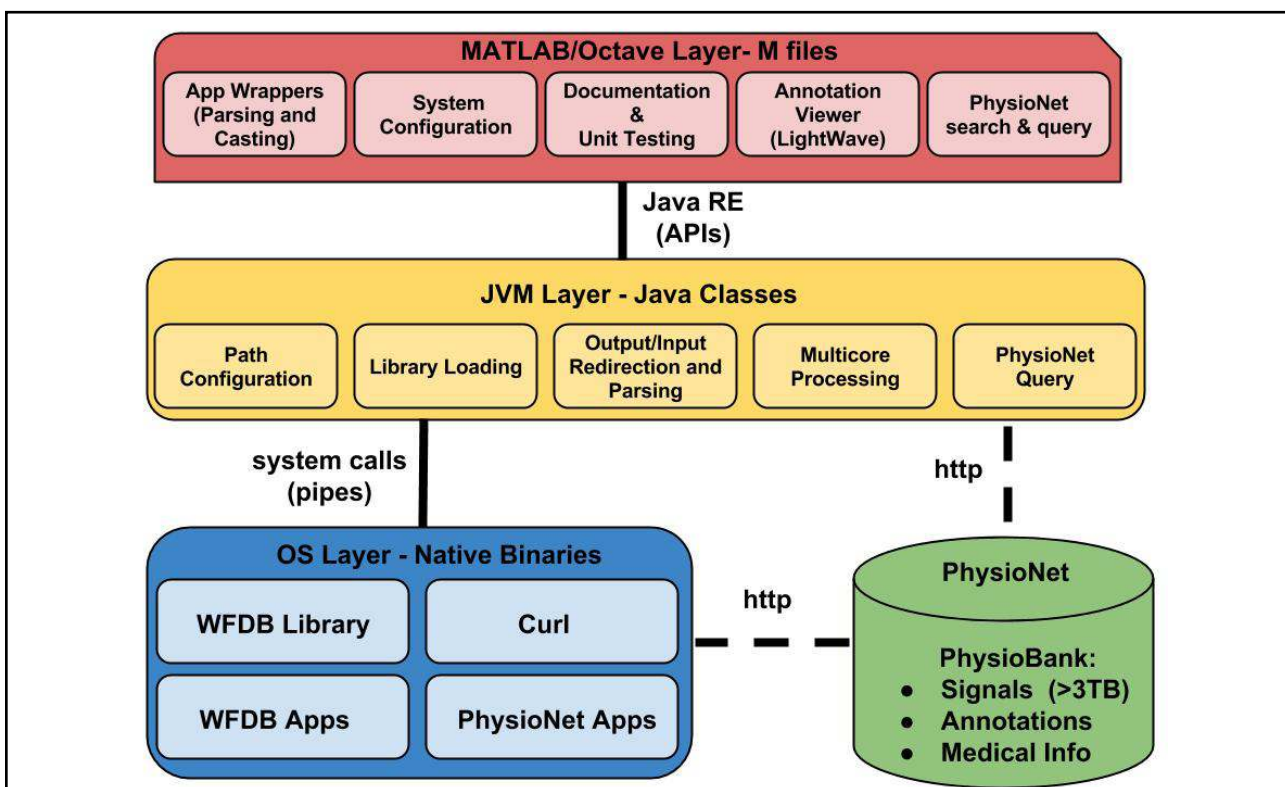 MATLAB/Octave Layer- M files
App Wrappers
(Parsing and
Casting)
System
Configuration
Documentation
&
Unit Testing
Annotation
Viewer
(LightWave)
PhysioNet
search & query
Java RE
(APIs)
JVM Layer - Java Classes
Path
Configuration
Library Loading
Output/Input
Redirection and
Parsing
Multicore
Processing
PhysioNet
Query
system calls
(pipes)
http
OS Layer - Native Binaries
WFDB Library
Curl
WFDB Apps
PhysioNet Apps
http
PhysioNet
PhysioBank:
● Signals (>3TB)
● Annotations
● Medical Info